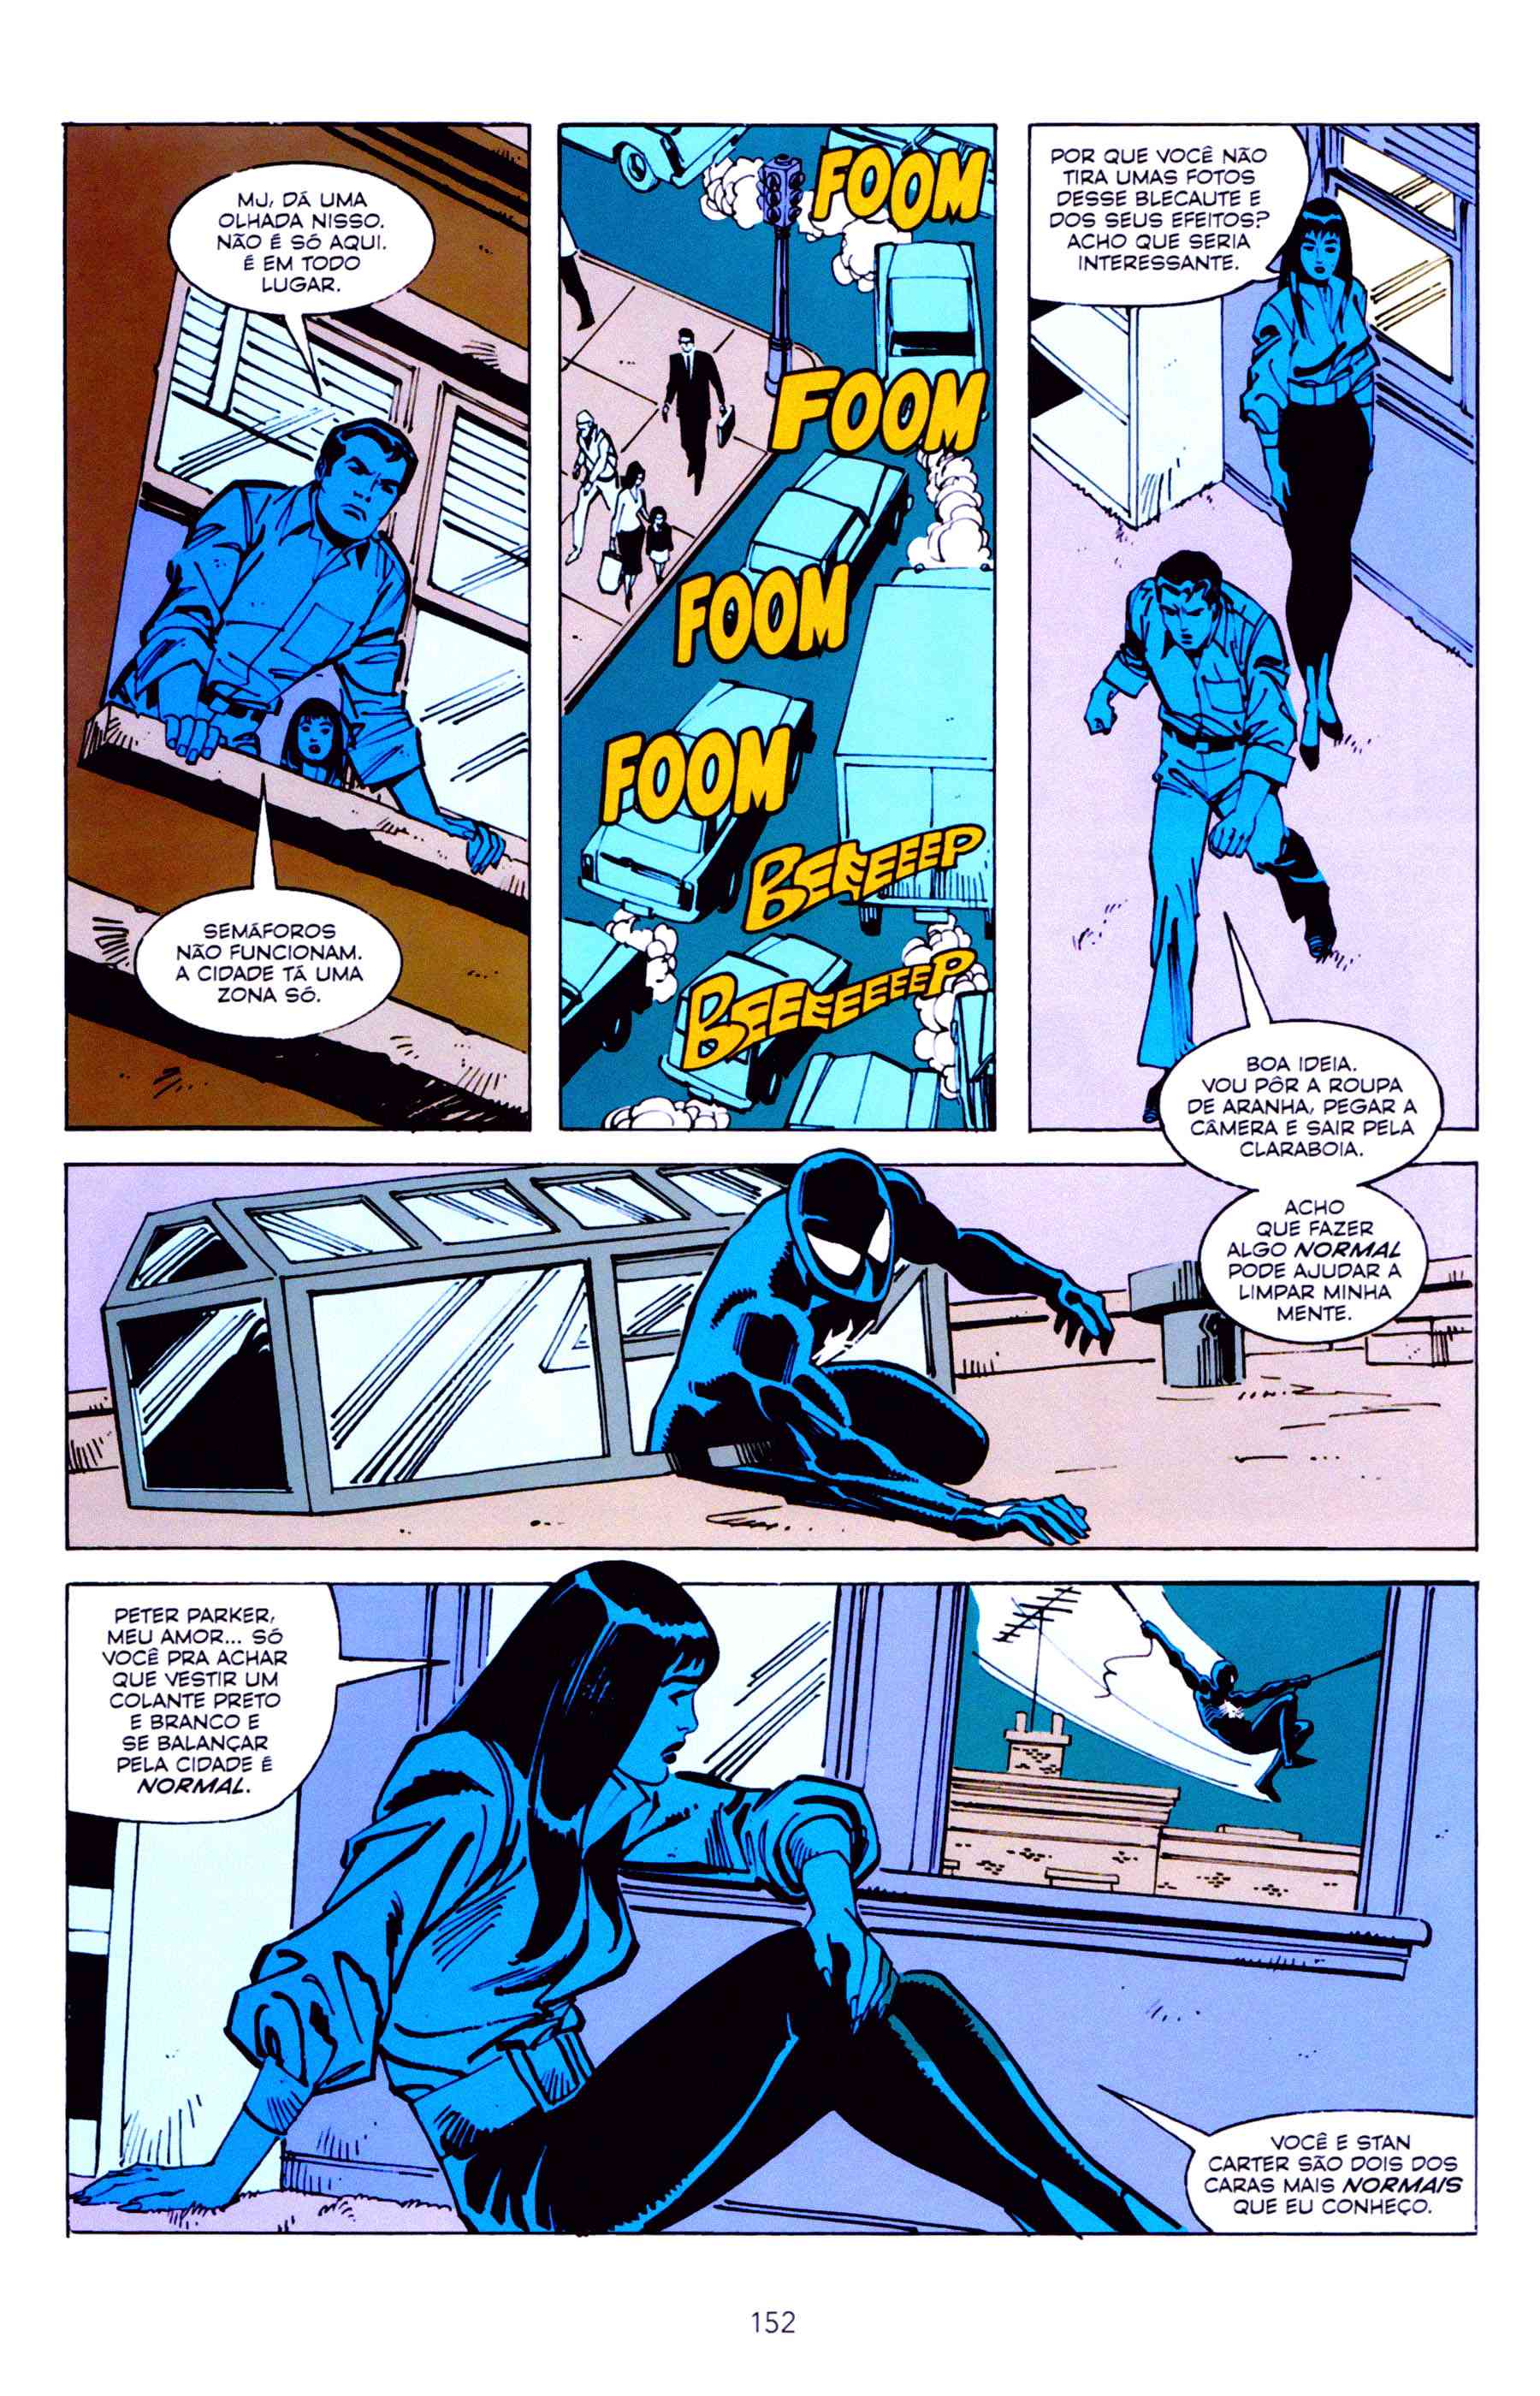 MJ, DÁ UMA
OLHADA NISSO.
NÃO É SÓ AQUI.
É EM TODO
LUGAR.
SEMÁFOROS
NÃO FUNCIONAM.
A CIDADE TÁ UMA
ZONA SÓ.
FOOM
FOOM
FOOM
FOOM
BEEEEEEP
BEEEEEEEEP
POR QUE VOCÊ NÃO
TIRA UMAS FOTOS
DESSE BLECAUTE E
DOS SEUS EFEITOS?
ACHO QUE SERIA
INTERESSANTE.
BOA IDEIA.
VOU PÔR A ROUPA
DE ARANHA, PEGAR A
CÂMERA E SAIR PELA
CLARABOIA.
ACHO
QUE FAZER
ALGO NORMAL
PODE AJUDAR A
LIMPAR MINHA
MENTE.
PETER PARKER,
MEU AMOR... SÓ
VOCÊ PRA ACHAR
QUE VESTIR UM
COLANTE PRETO
E BRANCO E
SE BALANÇAR
PELA CIDADE É
NORMAL.
VOCÊ E STAN
CARTER SÃO DOIS DOS
CARAS MAIS NORMAIS
QUE EU CONHEÇO.
152